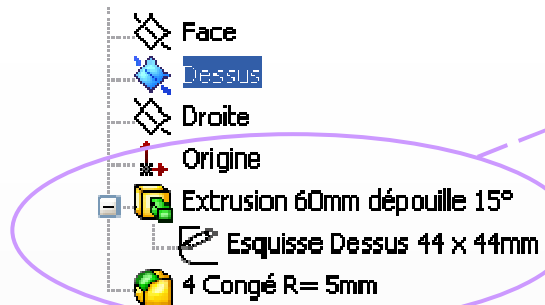 Face
Dessus
Droite
Origine
Extrusion 60mm dépouille 15°
Esquisse Dessus 44 x 44mm
4 Congé R= 5mm